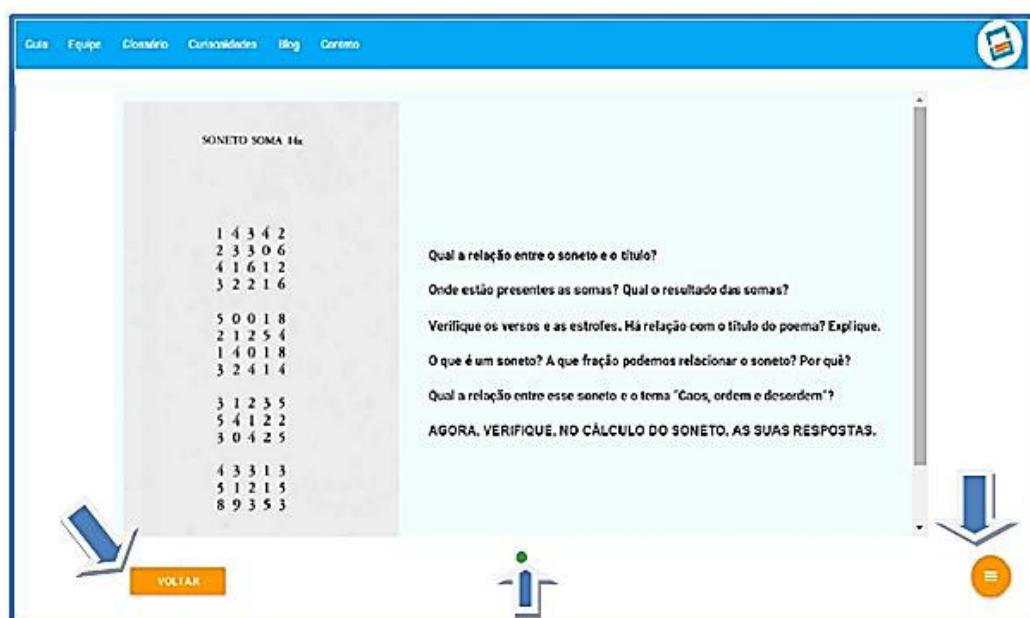 Guia Equipe Glossário Curiosidades Blog Contato
SONETO SOMA 14x
1 4 3 4 2
2 3 3 0 6
4 1 6 1 2
3 2 2 1 6
5 0 0 1 8
2 1 2 5 4
1 4 0 1 8
3 2 4 1 4
3 1 2 3 5
5 4 1 2 2
3 0 4 2 5
4 3 3 1 3
5 1 2 1 5
8 9 3 5 3
Qual a relação entre o soneto e o título?
Onde estão presentes as somas? Qual o resultado das somas?
Verifique os versos e as estrofes. Há relação com o título do poema? Explique.
O que é um soneto? A que fração podemos relacionar o soneto? Por quê?
Qual a relação entre esse soneto e o tema "Caos, ordem e desordem"?
AGORA, VERIFIQUE, NO CÁLCULO DO SONETO, AS SUAS RESPOSTAS.
VOLTAR